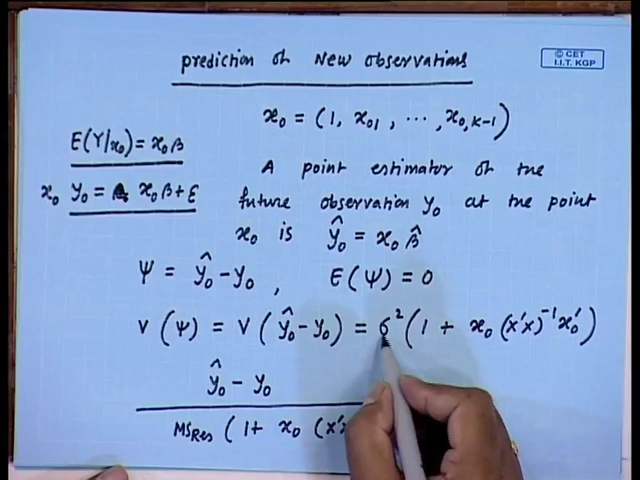 prediction of New observations
© CET
I.I.T. KGP
x₀ = (1, x₀₁, ⋯, x₀,ₖ₋₁)
E(Y/x₀) = x₀β
A point estimator of the
x₀ y₀ = x₀β + ε
future observation y₀ at the point
x₀ is ŷ₀ = x₀β̂
Ψ = ŷ₀ - y₀, E(Ψ) = 0
V(Ψ) = V(ŷ₀ - y₀) = σ²(1 + x₀(x'x)⁻¹x₀')
ŷ₀ - y₀
MS_Res (1 + x₀ (x'